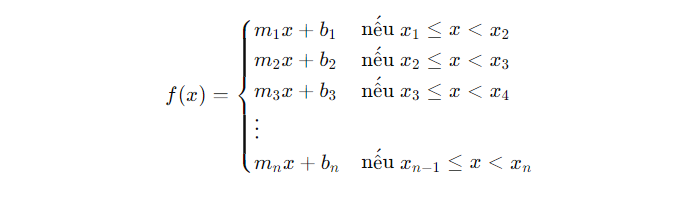 f(x) = { m₁x + b₁ nếu x₁ ≤ x < x₂
m₂x + b₂ nếu x₂ ≤ x < x₃
m₃x + b₃ nếu x₃ ≤ x < x₄
⋮
mₙx + bₙ nếu xₙ₋₁ ≤ x < xₙ